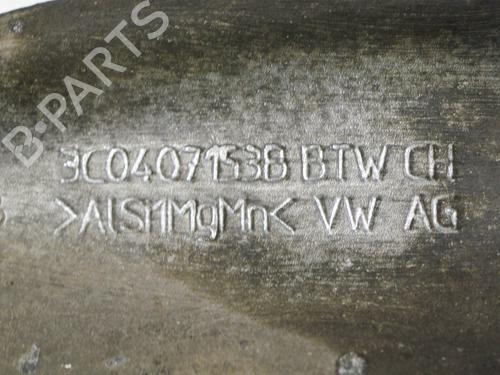 B-PARTS
3C0407153B BTW CH
>AlSi1MgMn< VW AG